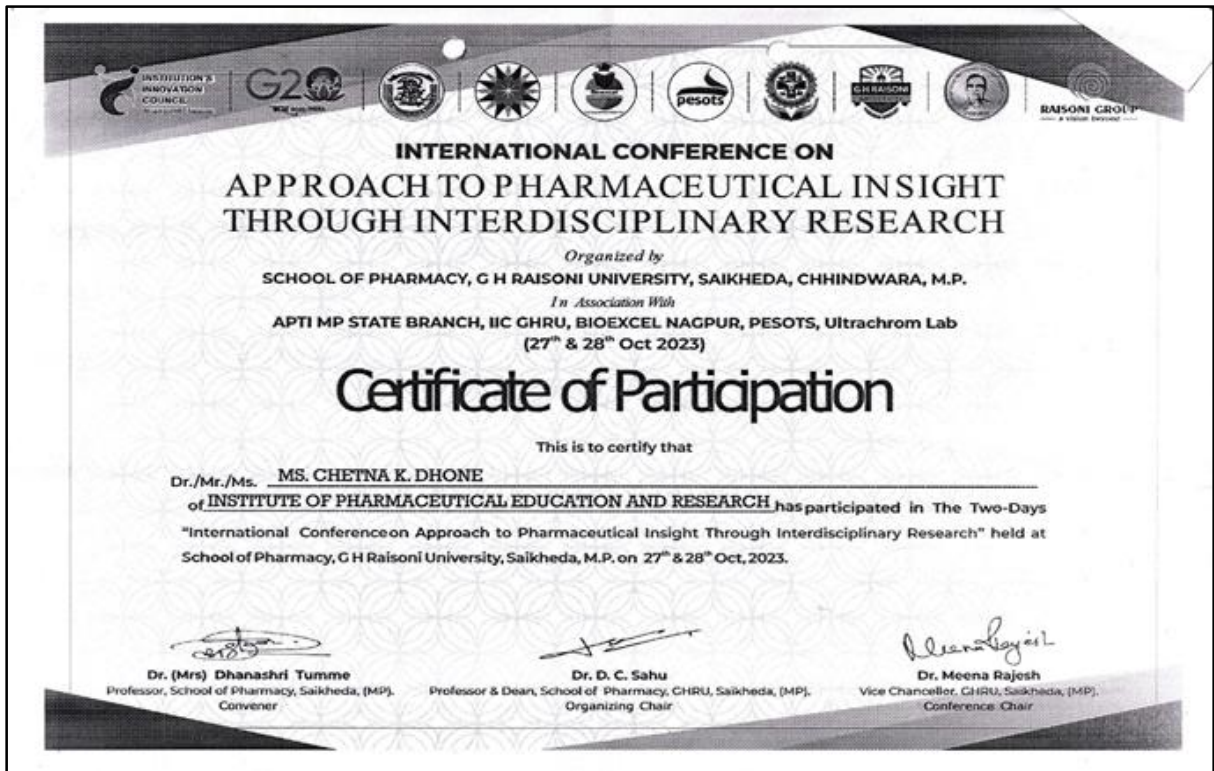 INSTITUTION'S
INNOVATION
COUNCIL
G20
pesots
G H RAISONI
RAISONI GROUP
— a vision beyond —
INTERNATIONAL CONFERENCE ON
APPROACH TO PHARMACEUTICAL INSIGHT
THROUGH INTERDISCIPLINARY RESEARCH
Organized by
SCHOOL OF PHARMACY, G H RAISONI UNIVERSITY, SAIKHEDA, CHHINDWARA, M.P.
In Association With
APTI MP STATE BRANCH, IIC GHRU, BIOEXCEL NAGPUR, PESOTS, Ultrachrom Lab
(27th & 28th Oct 2023)
Certificate of Participation
This is to certify that
Dr./Mr./Ms. MS. CHETNA K. DHONE
of INSTITUTE OF PHARMACEUTICAL EDUCATION AND RESEARCH has participated in The Two-Days
"International Conferenceon Approach to Pharmaceutical Insight Through Interdisciplinary Research" held at
School of Pharmacy, G H Raisoni University, Saikheda, M.P. on 27th & 28th Oct, 2023.
Meena Rajesh
Dr. (Mrs) Dhanashri Tumme
Professor, School of Pharmacy, Saikheda, (MP).
Convener
Dr. D. C. Sahu
Professor & Dean, School of Pharmacy, GHRU, Saikheda, (MP).
Organizing Chair
Dr. Meena Rajesh
Vice Chancellor, GHRU, Saikheda, (MP).
Conference Chair